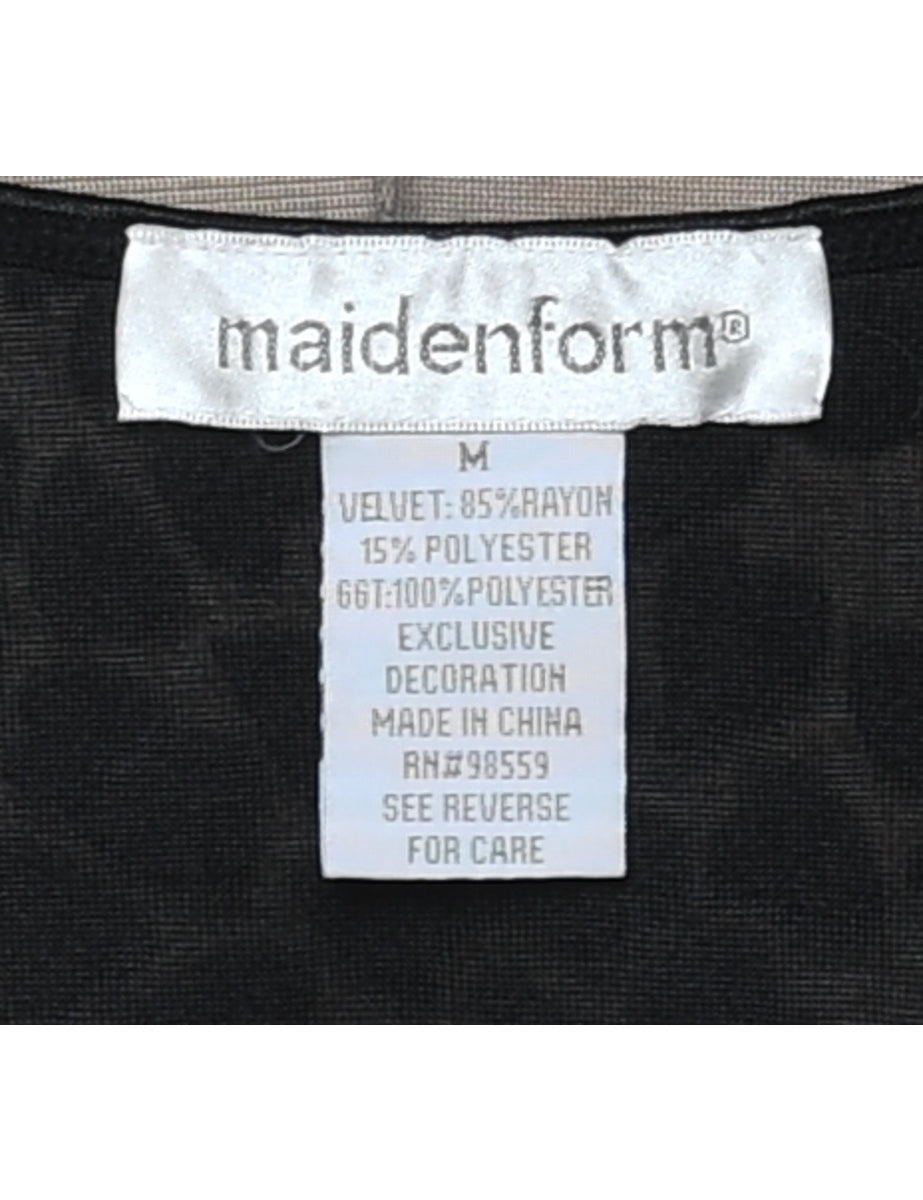 maidenform®
M
VELVET: 85%RAYON
15% POLYESTER
GGT:100%POLYESTER
EXCLUSIVE
DECORATION
MADE IN CHINA
RN#98559
SEE REVERSE
FOR CARE